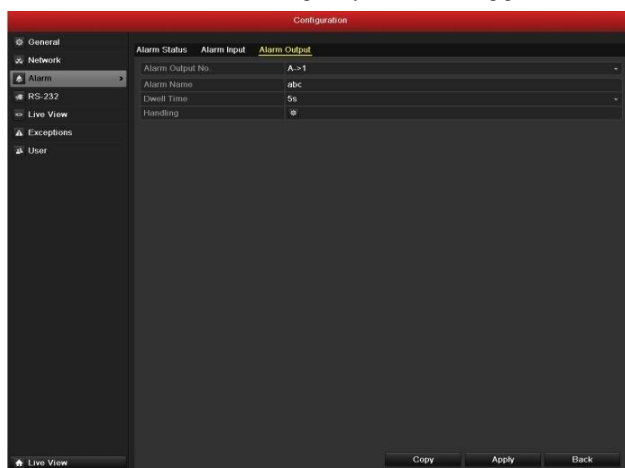 Configuration
General
Network
Alarm
RS-232
Live View
Exceptions
User
Alarm Status Alarm Input Alarm Output
Alarm Output No. A->1
Alarm Name abc
Dwell Time 5s
Handling
Live View
Copy Apply Back